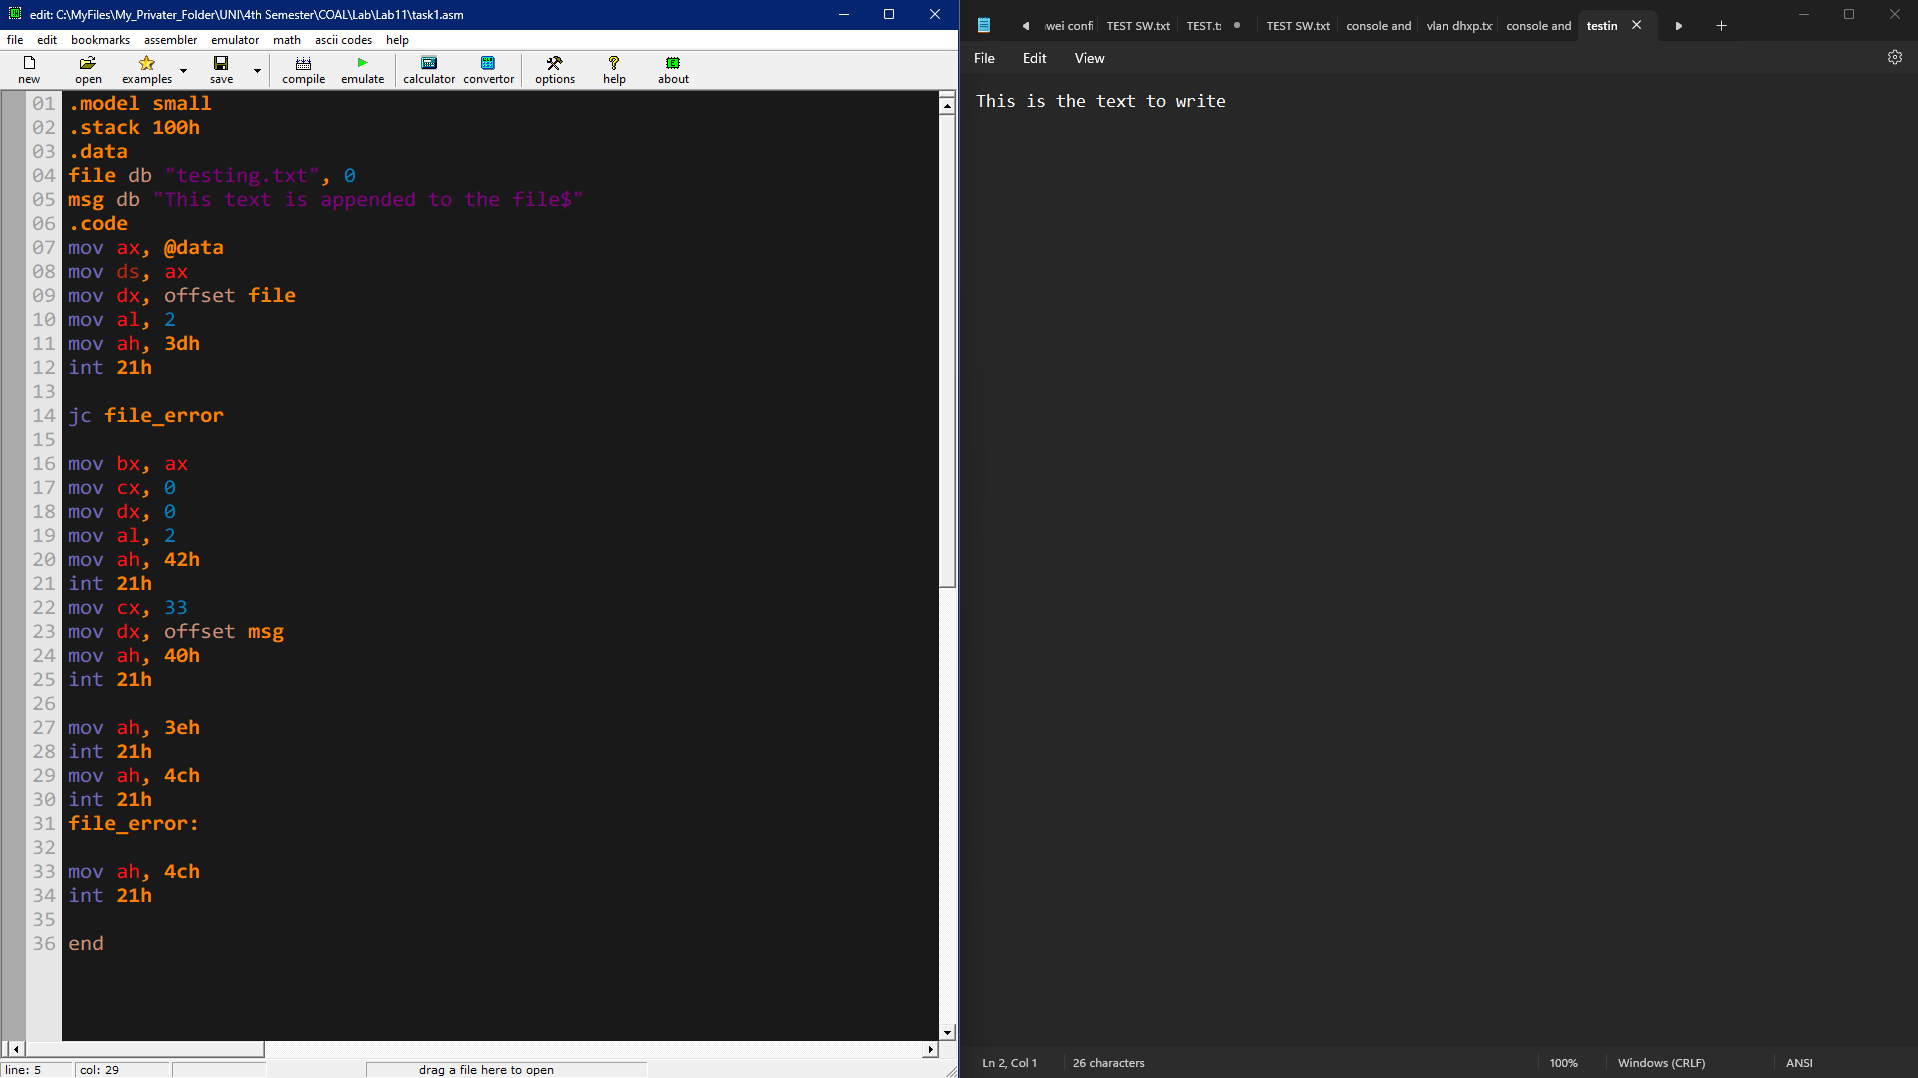 edit: C:\MyFiles\My_Privater_Folder\UNI\4th Semester\COAL\Lab\Lab11\task1.asm
file edit bookmarks assembler emulator math ascii codes help
new open examples save compile emulate calculator convertor options help about
01 .model small
02 .stack 100h
03 .data
04 file db "testing.txt", 0
05 msg db "This text is appended to the file$"
06 .code
07 mov ax, @data
08 mov ds, ax
09 mov dx, offset file
10 mov al, 2
11 mov ah, 3dh
12 int 21h
13
14 jc file_error
15
16 mov bx, ax
17 mov cx, 0
18 mov dx, 0
19 mov al, 2
20 mov ah, 42h
21 int 21h
22 mov cx, 33
23 mov dx, offset msg
24 mov ah, 40h
25 int 21h
26
27 mov ah, 3eh
28 int 21h
29 mov ah, 4ch
30 int 21h
31 file_error:
32
33 mov ah, 4ch
34 int 21h
35
36 end
line: 5 col: 29 drag a file here to open
wei confi TEST SW.txt TEST.t TEST SW.txt console and vlan dhxp.tx console and testin
File Edit View
This is the text to write
Ln 2, Col 1 26 characters 100% Windows (CRLF) ANSI